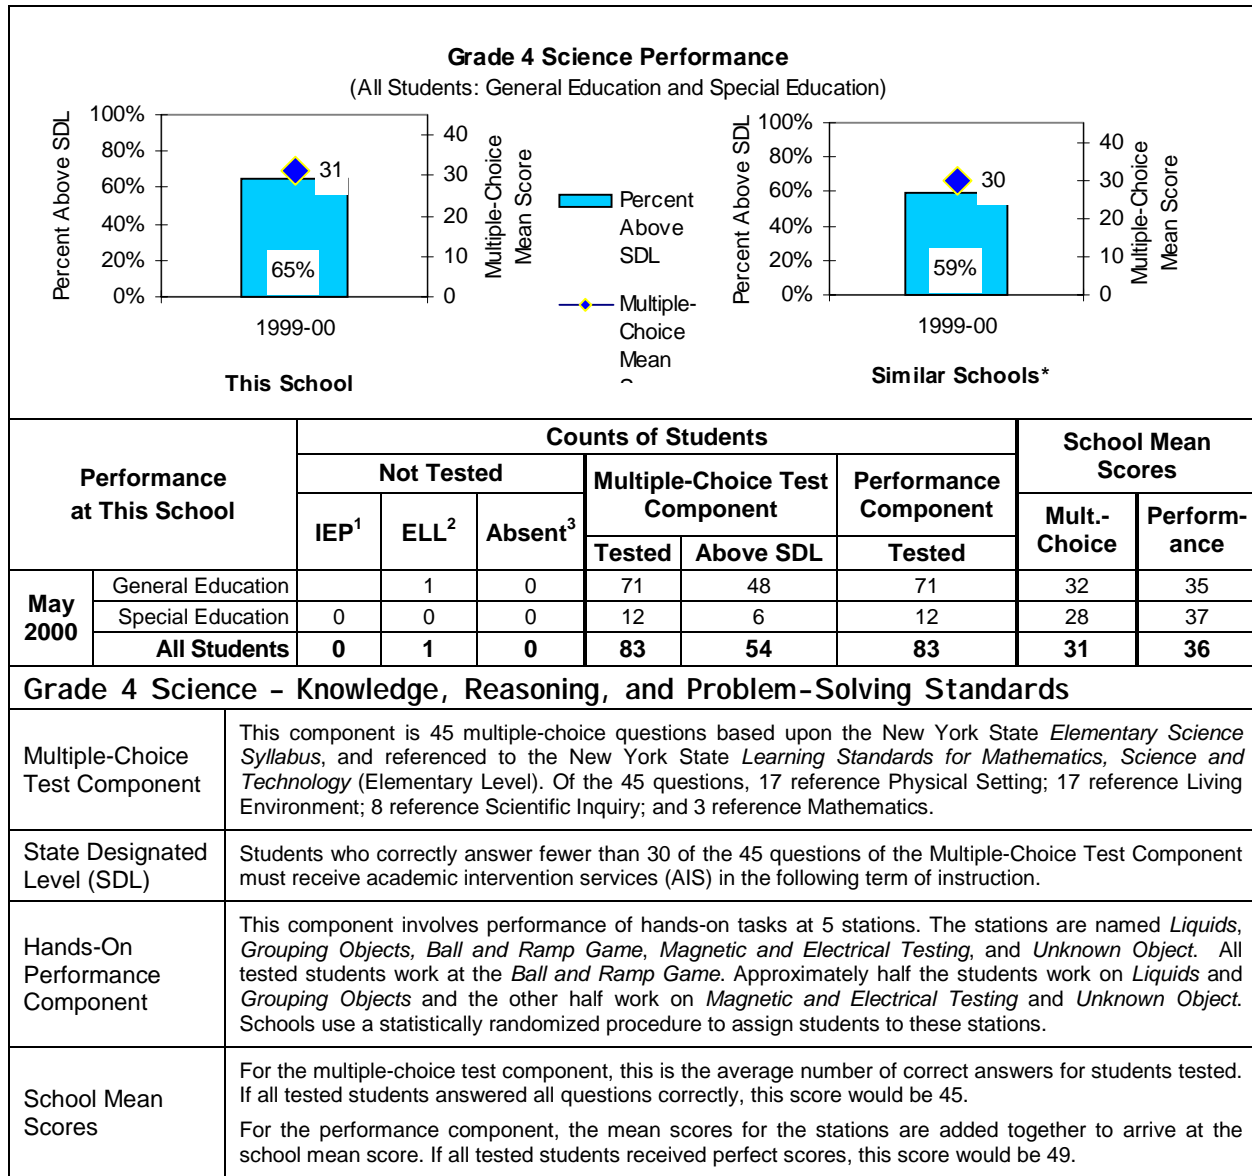 Grade 4 Science Performance
(All Students: General Education and Special Education)
Percent Above SDL
100%
80%
60%
40%
20%
0%
31
65%
40
30
20
10
0
Multiple-Choice
Mean Score
1999-00
This School
Percent
Above
SDL
Multiple-
Choice
Mean
Percent Above SDL
100%
80%
60%
40%
20%
0%
30
59%
40
30
20
10
0
Multiple-Choice
Mean Score
1999-00
Similar Schools*
Performance
at This School
Counts of Students
School Mean
Scores
Not Tested
Multiple-Choice Test
Component
Performance
Component
IEP1 ELL2 Absent3
Tested Above SDL Tested
Mult.-
Choice
Perform-
ance
May
2000
General Education 1 0 71 48 71 32 35
Special Education 0 0 0 12 6 12 28 37
All Students 0 1 0 83 54 83 31 36
Grade 4 Science – Knowledge, Reasoning, and Problem-Solving Standards
Multiple-Choice
Test Component
This component is 45 multiple-choice questions based upon the New York State Elementary Science
Syllabus, and referenced to the New York State Learning Standards for Mathematics, Science and
Technology (Elementary Level). Of the 45 questions, 17 reference Physical Setting; 17 reference Living
Environment; 8 reference Scientific Inquiry; and 3 reference Mathematics.
State Designated
Level (SDL)
Students who correctly answer fewer than 30 of the 45 questions of the Multiple-Choice Test Component
must receive academic intervention services (AIS) in the following term of instruction.
Hands-On
Performance
Component
This component involves performance of hands-on tasks at 5 stations. The stations are named Liquids,
Grouping Objects, Ball and Ramp Game, Magnetic and Electrical Testing, and Unknown Object. All
tested students work at the Ball and Ramp Game. Approximately half the students work on Liquids and
Grouping Objects and the other half work on Magnetic and Electrical Testing and Unknown Object.
Schools use a statistically randomized procedure to assign students to these stations.
School Mean
Scores
For the multiple-choice test component, this is the average number of correct answers for students tested.
If all tested students answered all questions correctly, this score would be 45.
For the performance component, the mean scores for the stations are added together to arrive at the
school mean score. If all tested students received perfect scores, this score would be 49.